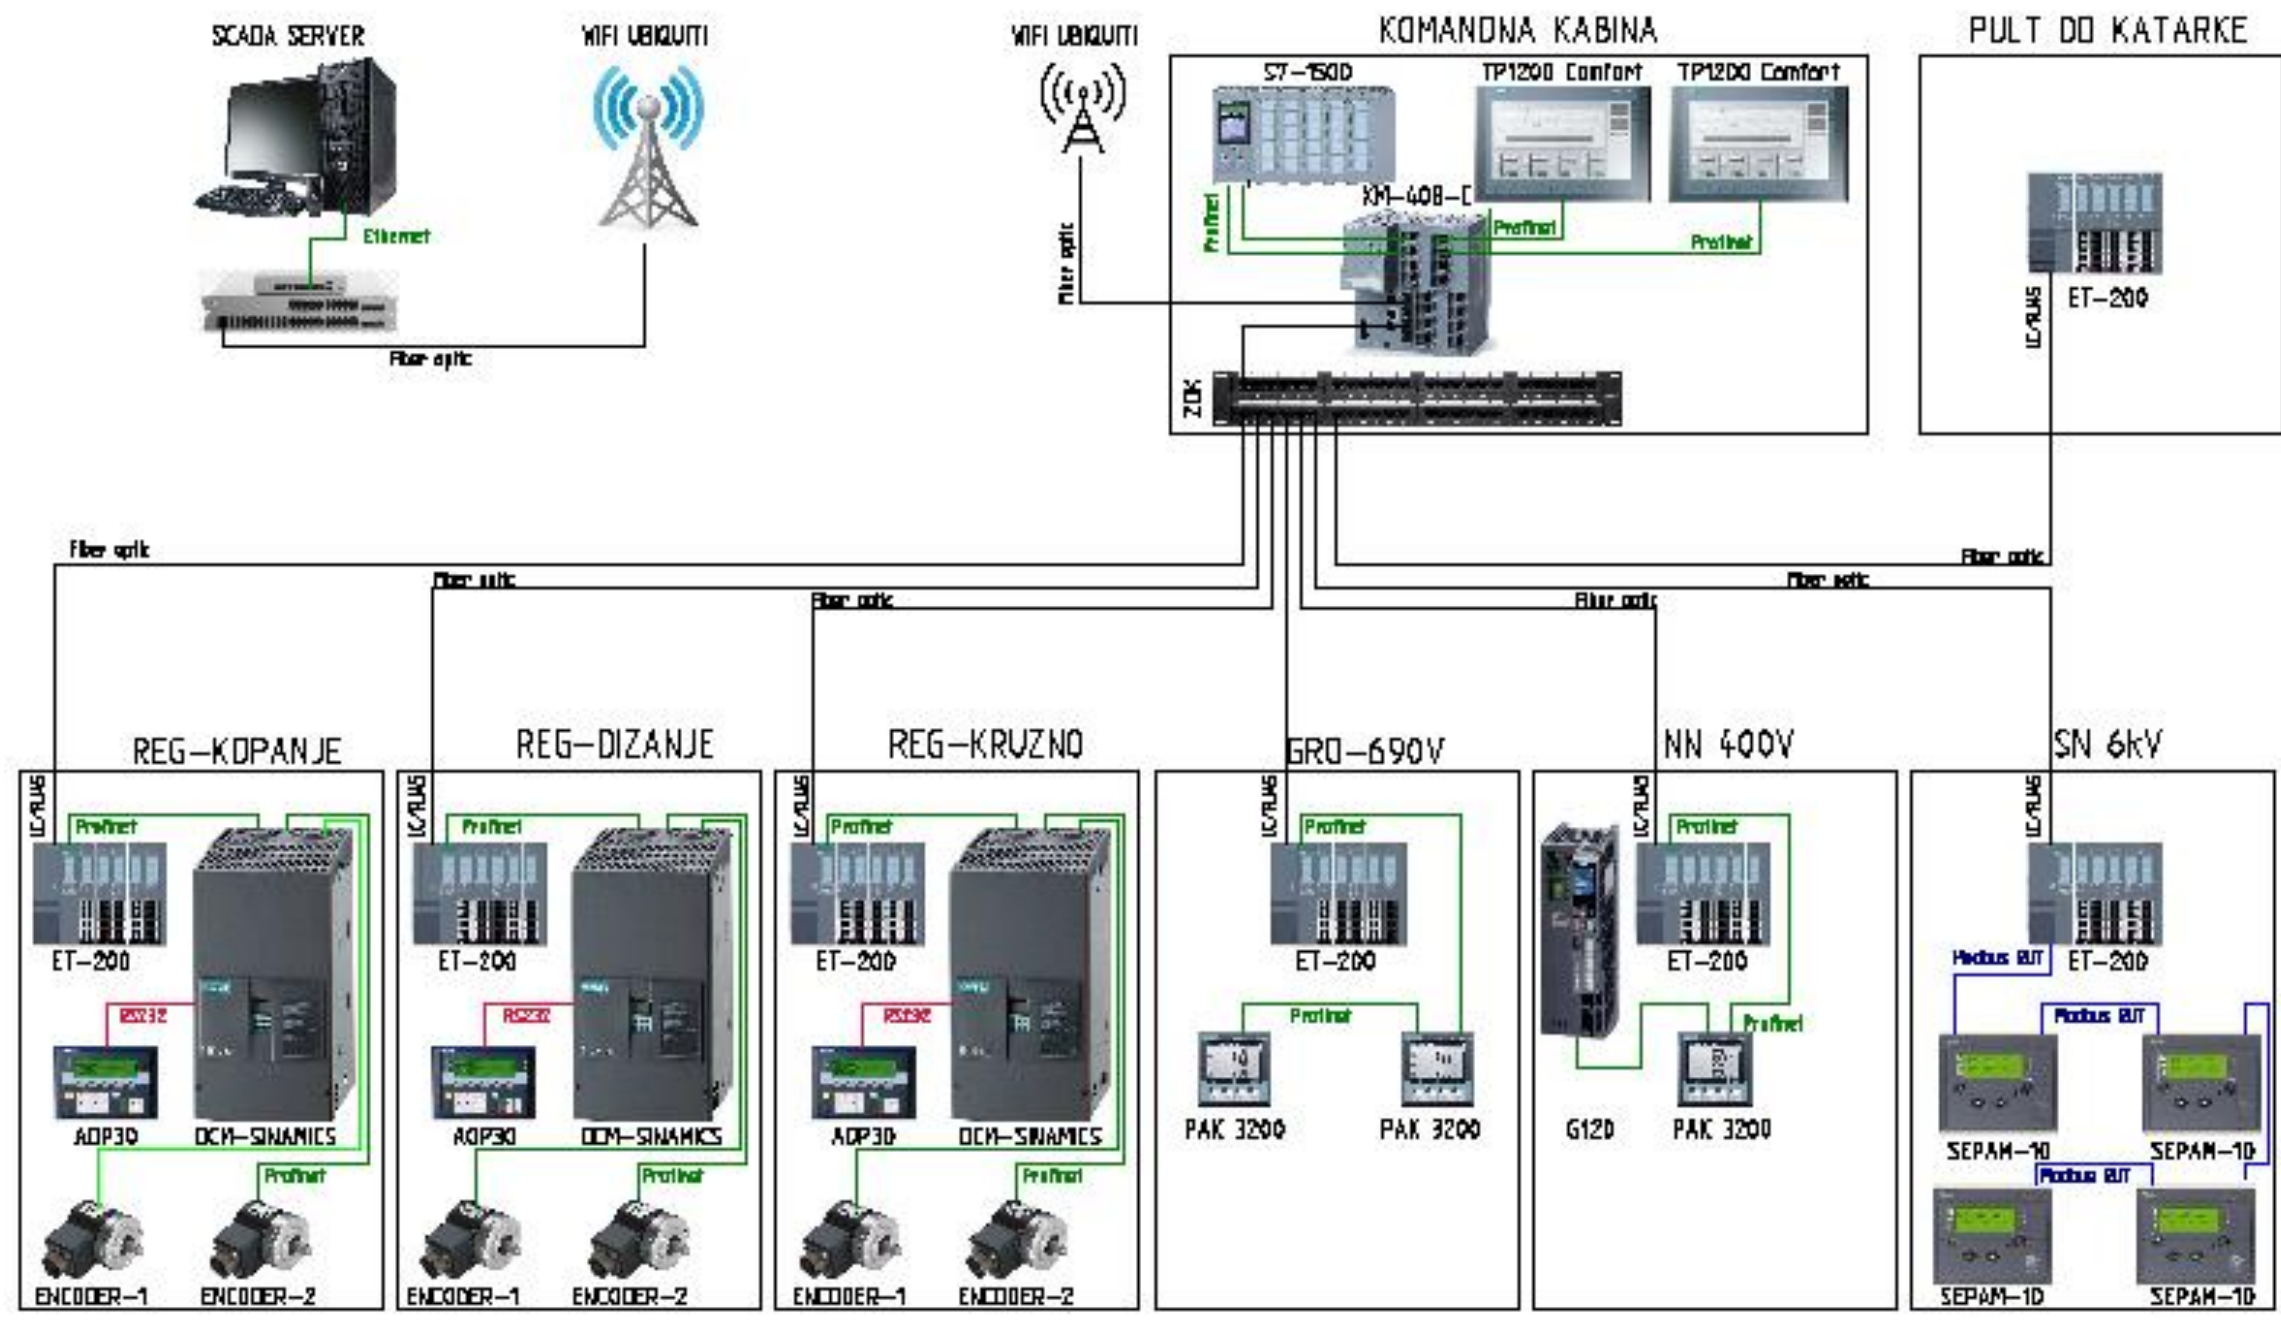 SCADA SERVER
WIFI UBIQUITI
WIFI UBIQUITI
KOMANDNA KABINA
PULT DO KATARKE
S7-1500
TP1200 Comfort
TP1200 Comfort
Ethernet
Fiber optic
Fiber optic
Profinet
XM-408-C
Profinet
Profinet
ZOK
LC/RJ45
ET-200
Fiber optic
Fiber optic
Fiber optic
Fiber optic
Fiber optic
Fiber optic
REG-KOPANJE
REG-DIZANJE
REG-KRUZNO
GRO-690V
NN 400V
SN 6kV
LC/RJ45
Profinet
LC/RJ45
Profinet
LC/RJ45
Profinet
LC/RJ45
Profinet
LC/RJ45
Profinet
LC/RJ45
ET-200
ET-200
ET-200
ET-200
ET-200
ET-200
Modbus RUT
RS232
RS232
RS232
Profinet
Profinet
Modbus RUT
AOP30
DCM-SINAMICS
AOP30
DCM-SINAMICS
AOP30
DCM-SINAMICS
PAK 3200
PAK 3200
G120
PAK 3200
SEPAM-10
SEPAM-10
Profinet
Profinet
Profinet
Modbus RUT
ENCODER-1
ENCODER-2
ENCODER-1
ENCODER-2
ENCODER-1
ENCODER-2
SEPAM-10
SEPAM-10